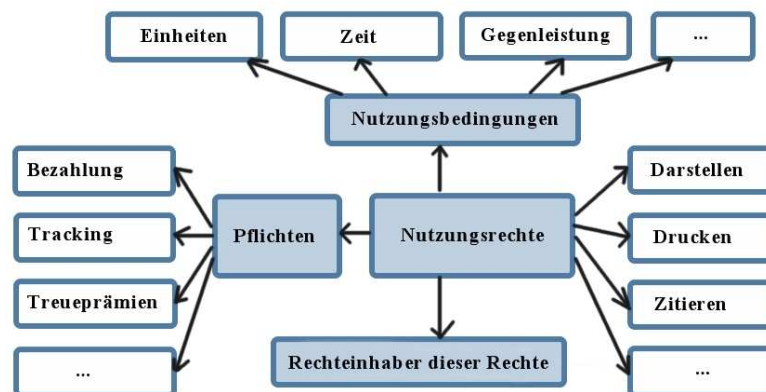 Einheiten
Zeit
Gegenleistung
...
Nutzungsbedingungen
Bezahlung
Tracking
Treueprämien
...
Pflichten
Nutzungsrechte
Darstellen
Drucken
Zitieren
...
Rechteinhaber dieser Rechte